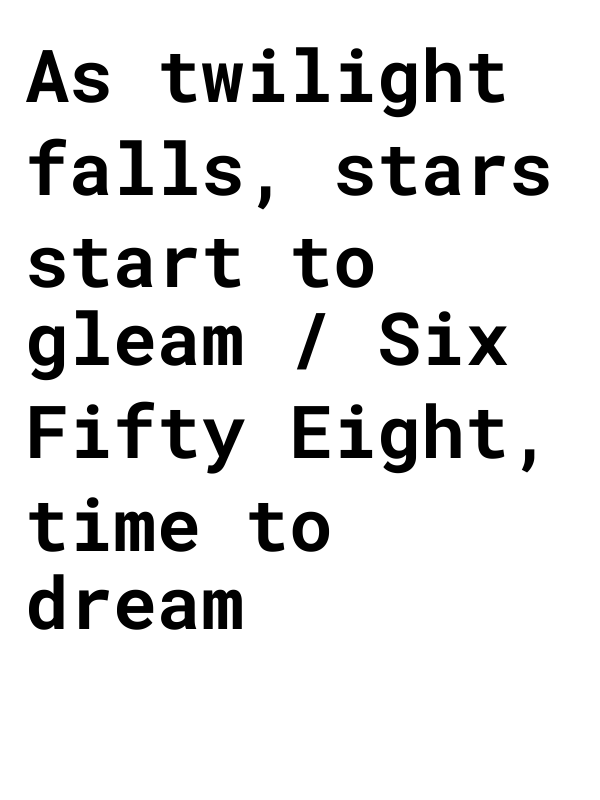 As twilight
falls, stars
start to
gleam / Six
Fifty Eight,
time to
dream